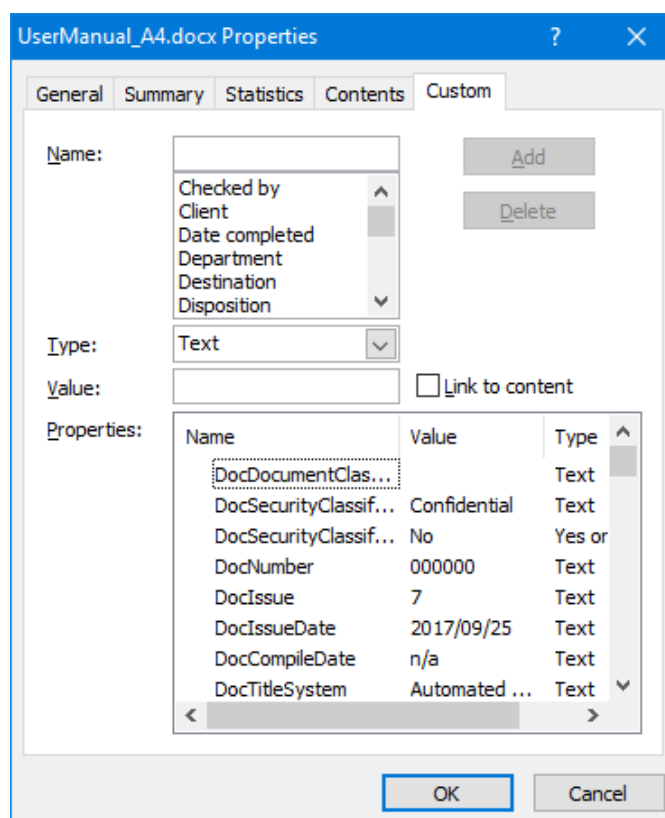 UserManual_A4.docx Properties ? ×
General Summary Statistics Contents Custom
Name:
Add
Checked by
Client
Delete
Date completed
Department
Destination
Disposition
Type: Text
Value: Link to content
Properties:
Name Value Type
DocDocumentClas... Text
DocSecurityClassif... Confidential Text
DocSecurityClassif... No Yes or
DocNumber 000000 Text
DocIssue 7 Text
DocIssueDate 2017/09/25 Text
DocCompileDate n/a Text
DocTitleSystem Automated ... Text
OK Cancel